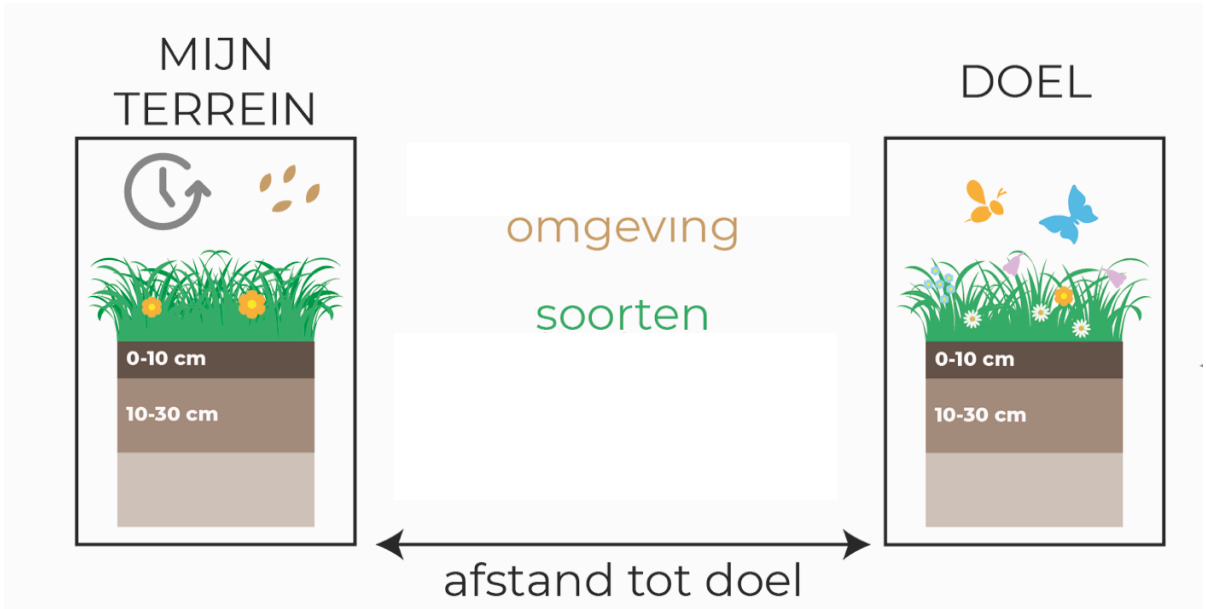 MIJN
TERREIN
0-10 cm
10-30 cm
omgeving
soorten
afstand tot doel
DOEL
0-10 cm
10-30 cm